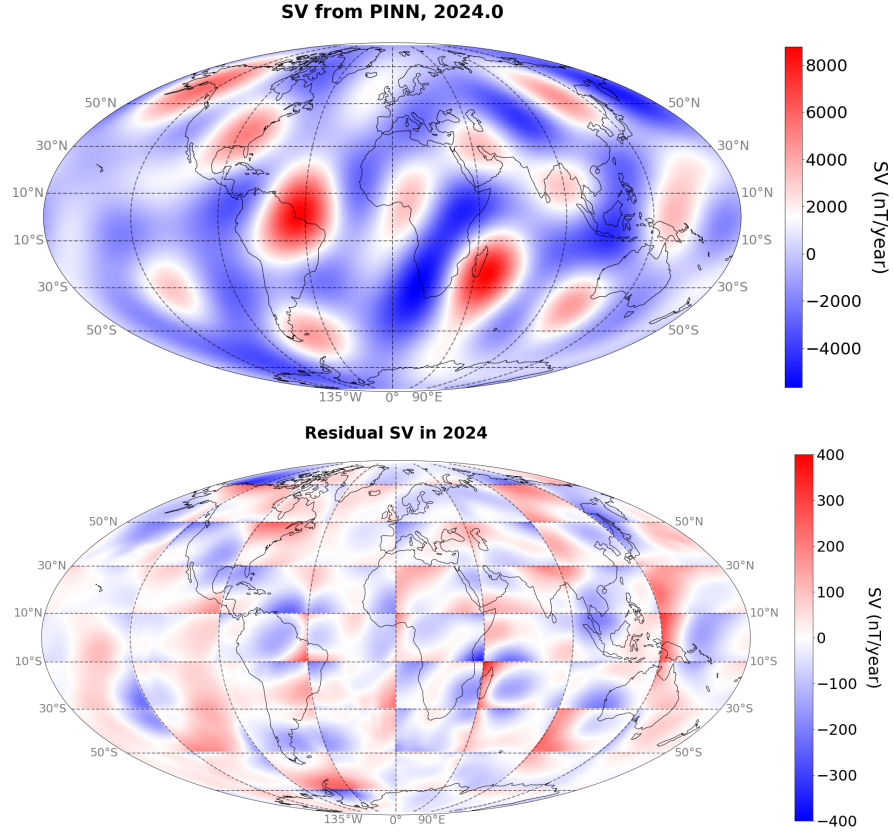 SV from PINN, 2024.0
50°N
50°N
30°N
30°N
10°N
10°N
10°S
10°S
30°S
30°S
50°S
50°S
135°W 0° 90°E
8000
6000
4000
2000
0
−2000
−4000
SV (nT/year)
Residual SV in 2024
50°N
50°N
30°N
30°N
10°N
10°N
10°S
10°S
30°S
30°S
50°S
50°S
135°W 0° 90°E
400
300
200
100
0
−100
−200
−300
−400
SV (nT/year)